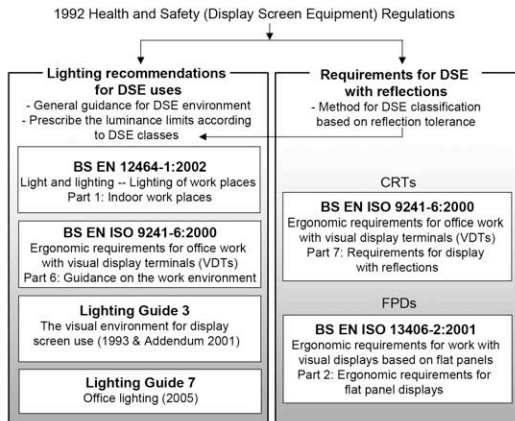 1992 Health and Safety (Display Screen Equipment) Regulations
Lighting recommendations
for DSE uses
- General guidance for DSE environment
- Prescribe the luminance limits according
to DSE classes
BS EN 12464-1:2002
Light and lighting -- Lighting of work places
Part 1: Indoor work places
BS EN ISO 9241-6:2000
Ergonomic requirements for office work
with visual display terminals (VDTs)
Part 6: Guidance on the work environment
Lighting Guide 3
The visual environment for display
screen use (1993 & Addendum 2001)
Lighting Guide 7
Office lighting (2005)
Requirements for DSE
with reflections
- Method for DSE classification
based on reflection tolerance
CRTs
BS EN ISO 9241-6:2000
Ergonomic requirements for office work
with visual display terminals (VDTs)
Part 7: Requirements for display
with reflections
FPDs
BS EN ISO 13406-2:2001
Ergonomic requirements for work with
visual displays based on flat panels
Part 2: Ergonomic requirements for
flat panel displays